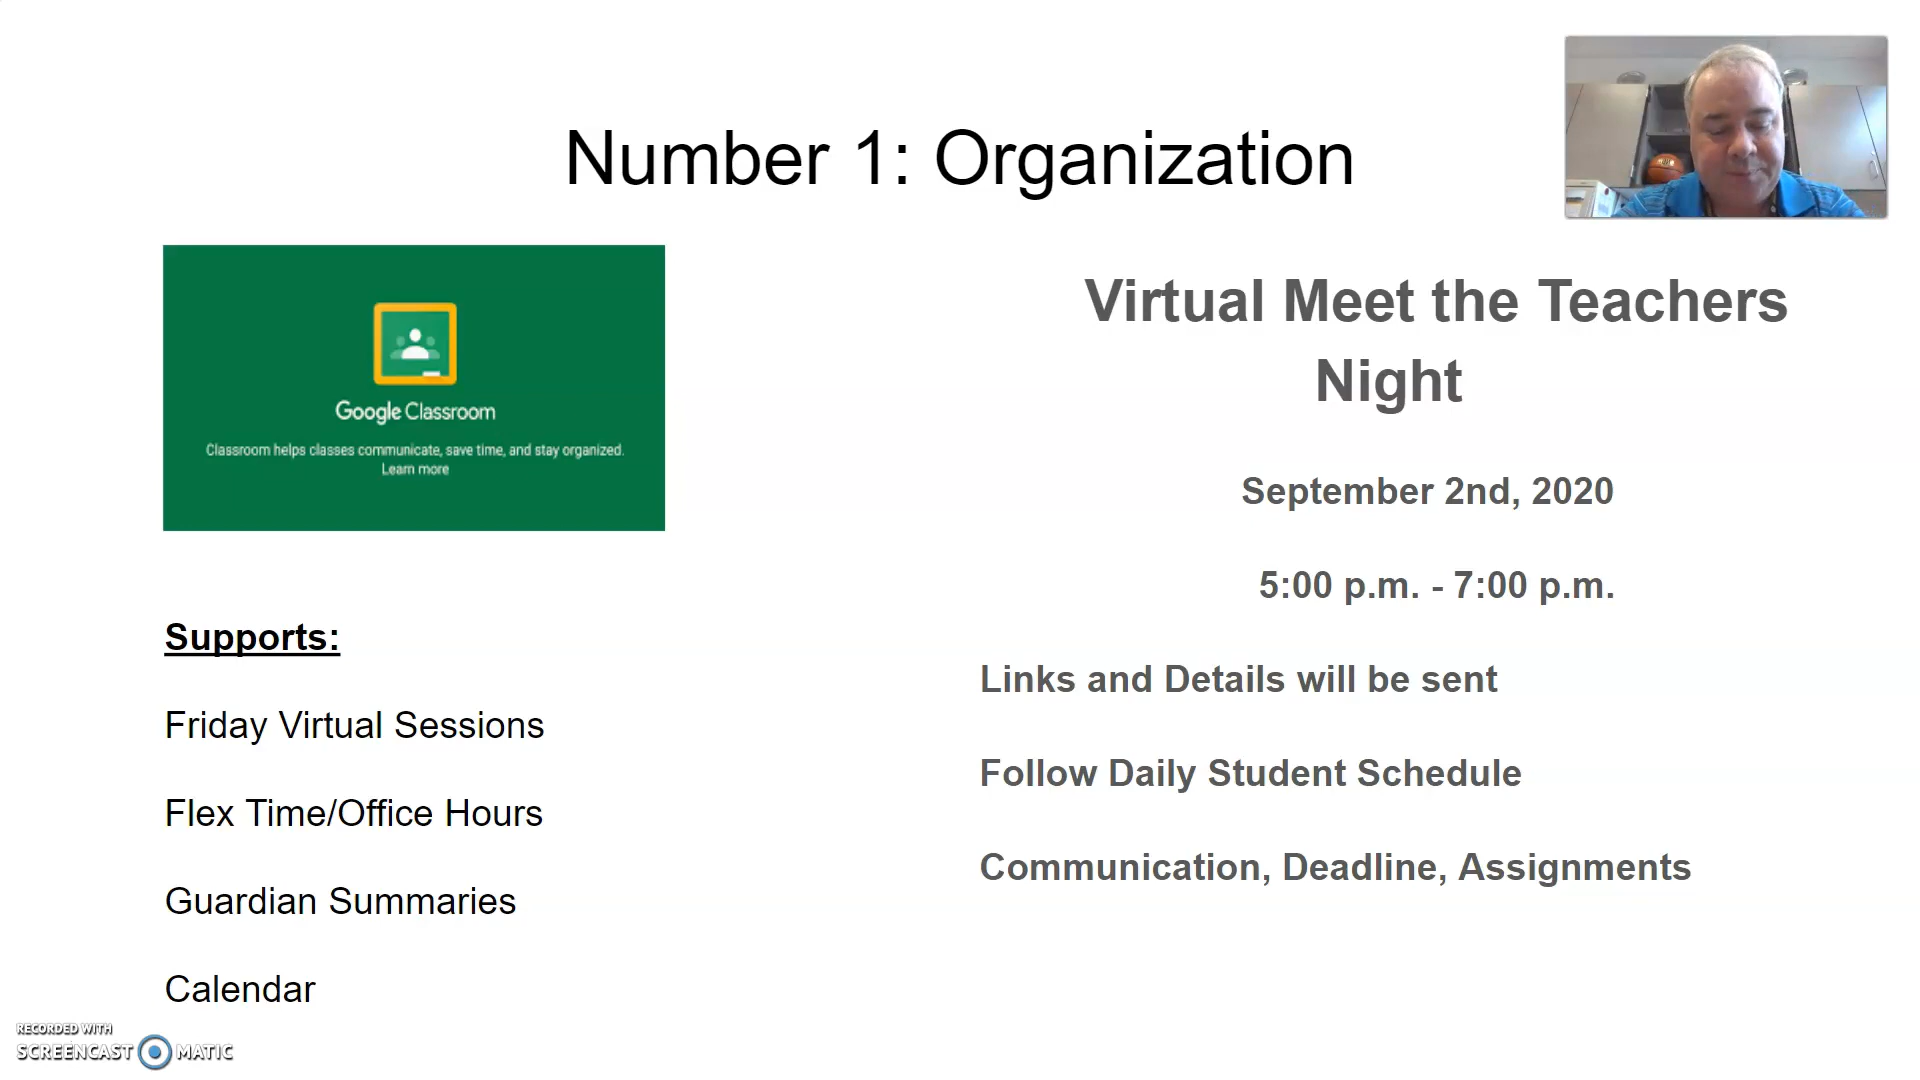 Number 1: Organization
Google Classroom
Classroom helps classes communicate, save time, and stay organized.
Learn more
Supports:
Friday Virtual Sessions
Flex Time/Office Hours
Guardian Summaries
Calendar
Virtual Meet the Teachers
Night
September 2nd, 2020
5:00 p.m. - 7:00 p.m.
Links and Details will be sent
Follow Daily Student Schedule
Communication, Deadline, Assignments
RECORDED WITH
SCREENCAST MATIC